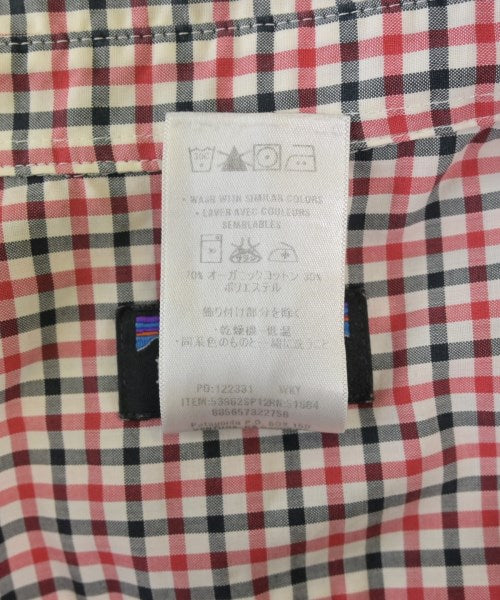 • WASH WITH SIMILAR COLORS
• LAVER AVEC COULEURS
SEMBLABLES
70% オーガニックコットン 30%
ポリエステル
飾り付け部分を除く
・乾燥機 低温
・同系色のものと一緒に洗うこと
PO:122331 WKY